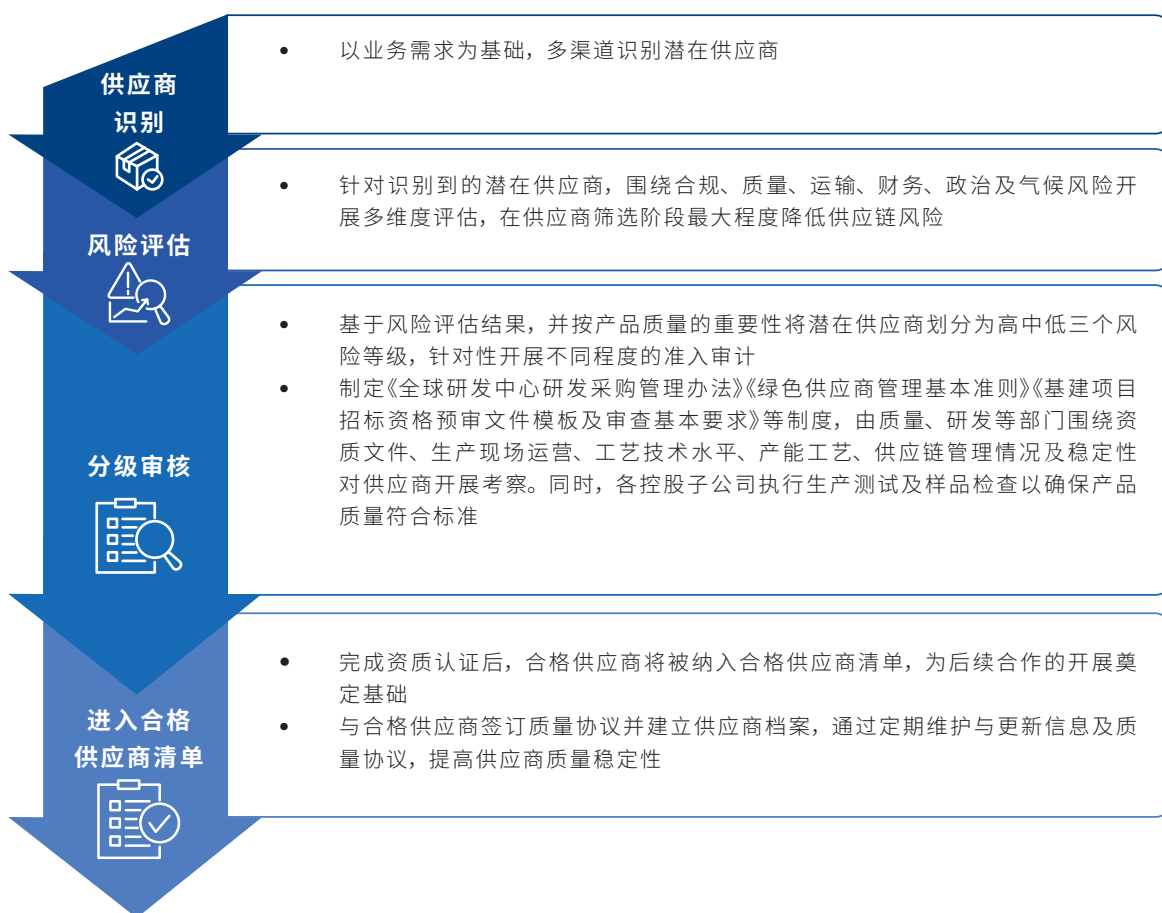 供应商
识别
• 以业务需求为基础，多渠道识别潜在供应商
风险评估
• 针对识别到的潜在供应商，围绕合规、质量、运输、财务、政治及气候风险开
展多维度评估，在供应商筛选阶段最大程度降低供应链风险
分级审核
• 基于风险评估结果，并按产品质量的重要性将潜在供应商划分为高中低三个风
险等级，针对性开展不同程度的准入审计
• 制定《全球研发中心研发采购管理办法》《绿色供应商管理基本准则》《基建项目
招标资格预审文件模板及审查基本要求》等制度，由质量、研发等部门围绕资
质文件、生产现场运营、工艺技术水平、产能工艺、供应链管理情况及稳定性
对供应商开展考察。同时，各控股子公司执行生产测试及样品检查以确保产品
质量符合标准
进入合格
供应商清单
• 完成资质认证后，合格供应商将被纳入合格供应商清单，为后续合作的开展奠
定基础
• 与合格供应商签订质量协议并建立供应商档案，通过定期维护与更新信息及质
量协议，提高供应商质量稳定性